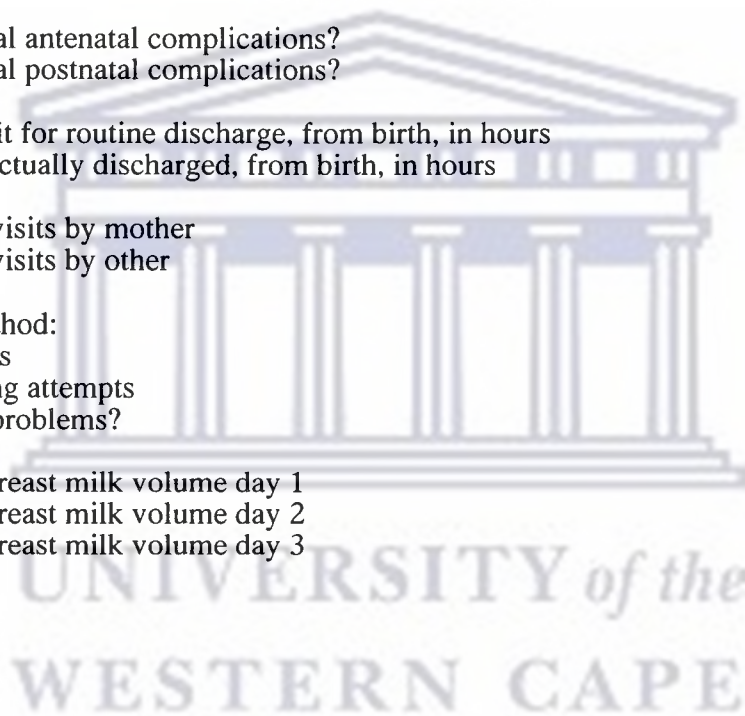 al antenatal complications?
al postnatal complications?
it for routine discharge, from birth, in hours
ctually discharged, from birth, in hours
visits by mother
visits by other
hod:
s
ng attempts
problems?
reast milk volume day 1
reast milk volume day 2
reast milk volume day 3
UNIVERSITY of the
WESTERN CAPE